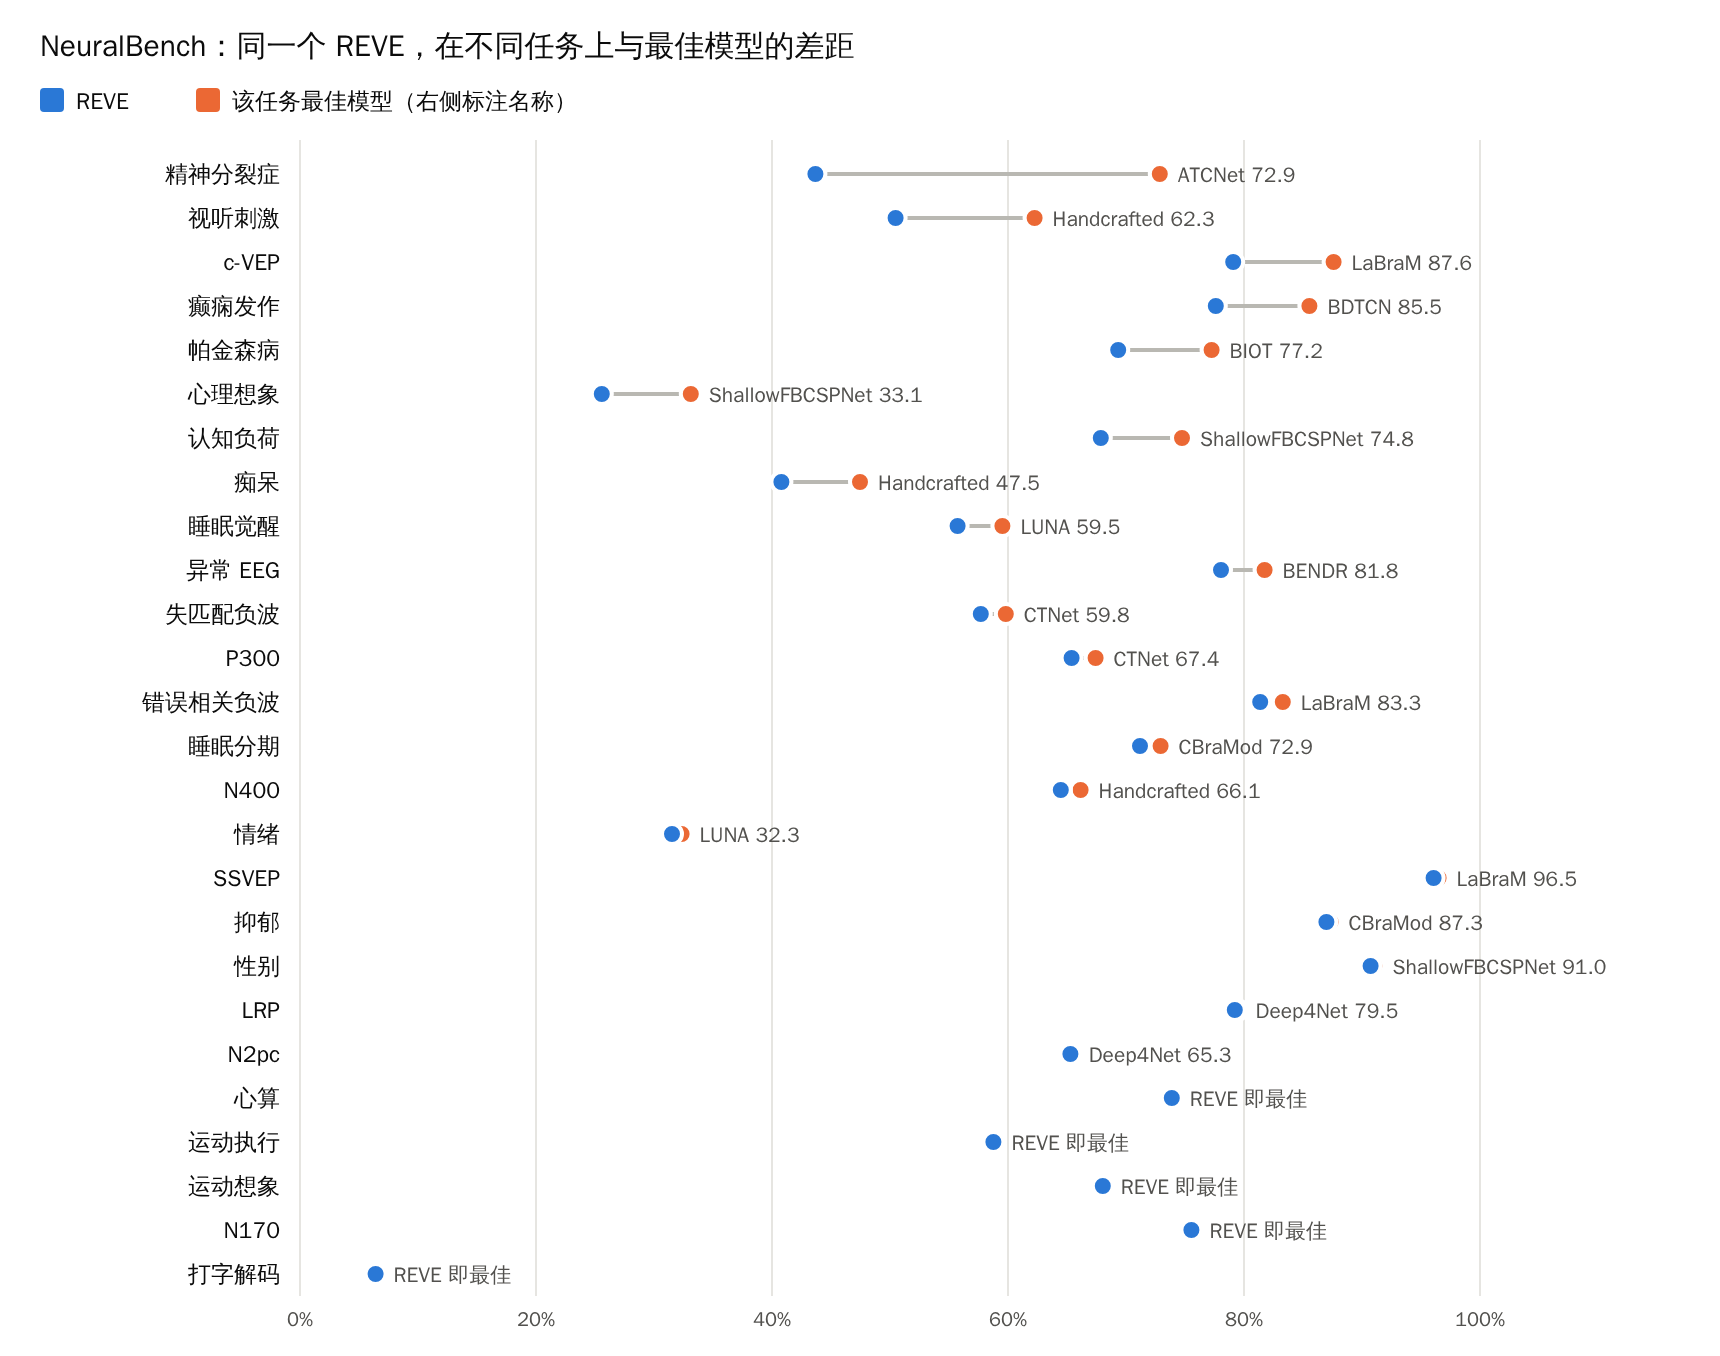 NeuralBench：同一个 REVE，在不同任务上与最佳模型的差距
REVE
该任务最佳模型（右侧标注名称）
精神分裂症
ATCNet 72.9
视听刺激
Handcrafted 62.3
c-VEP
LaBraM 87.6
癫痫发作
BDTCN 85.5
帕金森病
BIOT 77.2
心理想象
ShallowFBCSPNet 33.1
认知负荷
ShallowFBCSPNet 74.8
痴呆
Handcrafted 47.5
睡眠觉醒
LUNA 59.5
异常 EEG
BENDR 81.8
失匹配负波
CTNet 59.8
P300
CTNet 67.4
错误相关负波
LaBraM 83.3
睡眠分期
CBraMod 72.9
N400
Handcrafted 66.1
情绪
LUNA 32.3
SSVEP
LaBraM 96.5
抑郁
CBraMod 87.3
性别
ShallowFBCSPNet 91.0
LRP
Deep4Net 79.5
N2pc
Deep4Net 65.3
心算
REVE 即最佳
运动执行
REVE 即最佳
运动想象
REVE 即最佳
N170
REVE 即最佳
打字解码
REVE 即最佳
0% 20% 40% 60% 80% 100%